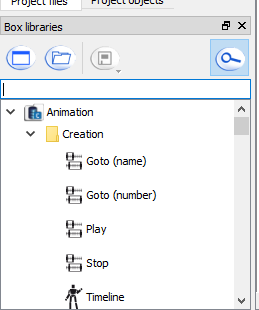 Project files Project objects
Box libraries
Animation
Creation
Goto (name)
Goto (number)
Play
Stop
Timeline